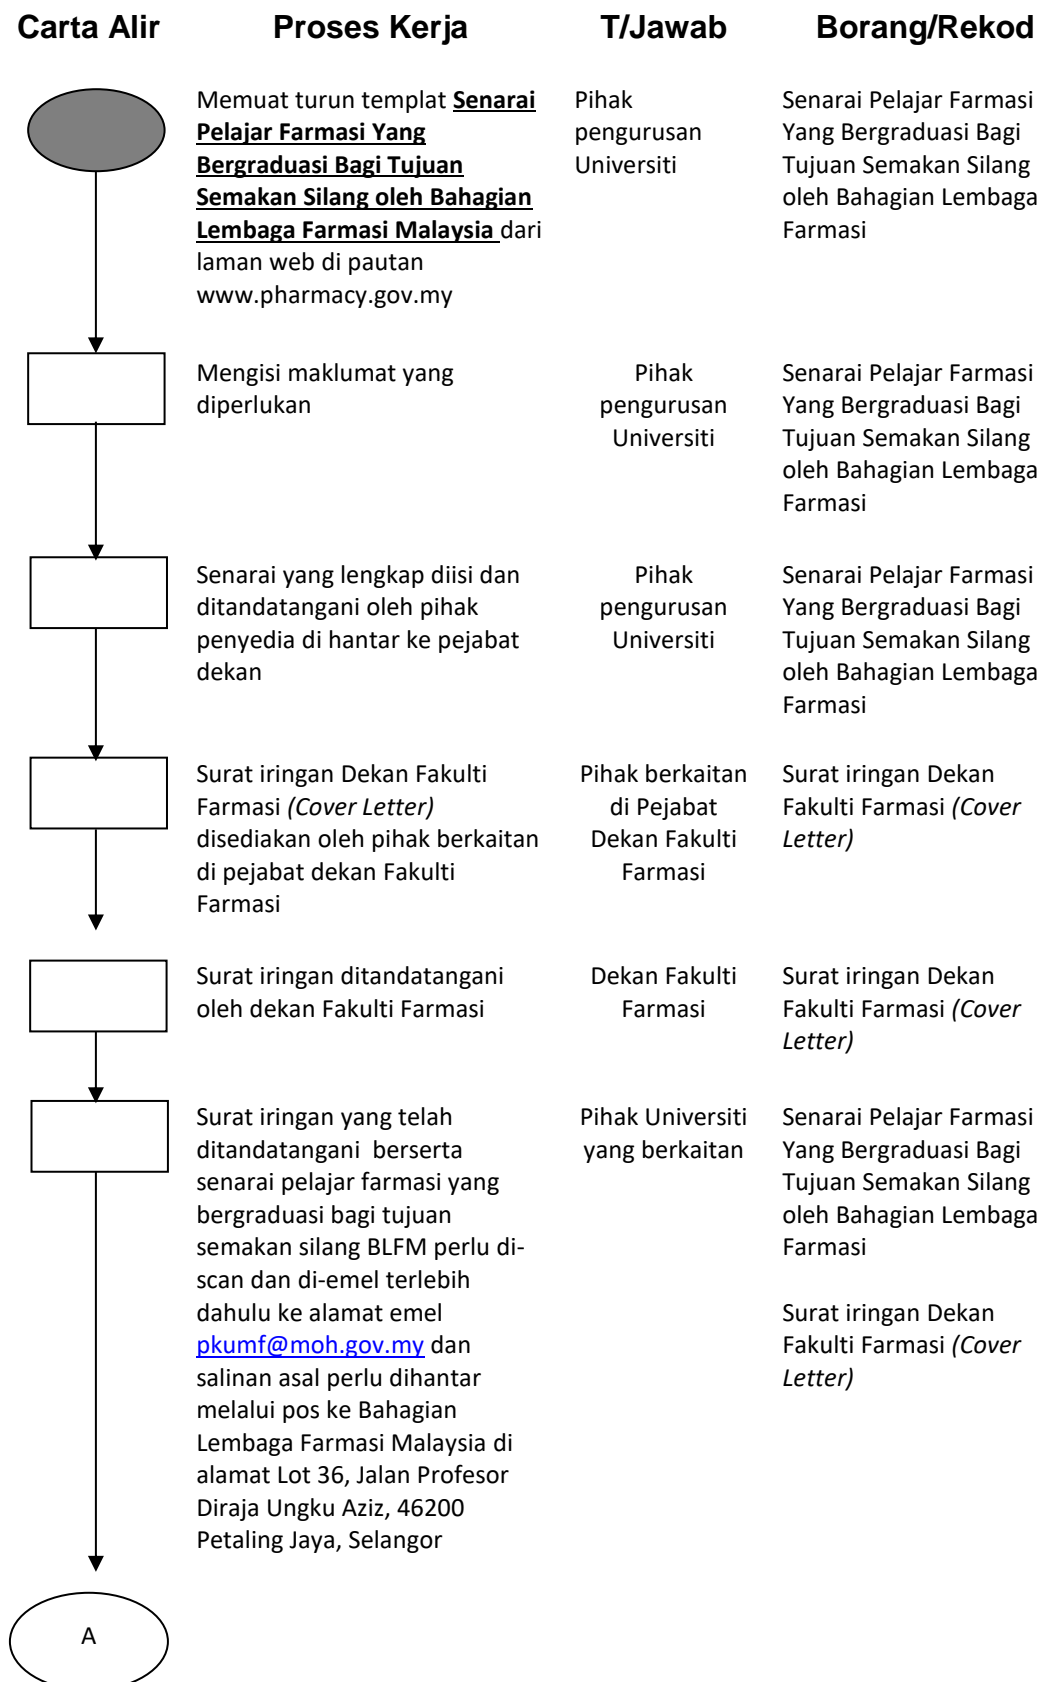 Carta Alir Proses Kerja T/Jawab Borang/Rekod
Memuat turun templat Senarai
Pelajar Farmasi Yang
Bergraduasi Bagi Tujuan
Semakan Silang oleh Bahagian
Lembaga Farmasi Malaysia dari
laman web di pautan
www.pharmacy.gov.my
Pihak
pengurusan
Universiti
Senarai Pelajar Farmasi
Yang Bergraduasi Bagi
Tujuan Semakan Silang
oleh Bahagian Lembaga
Farmasi
Mengisi maklumat yang
diperlukan
Pihak
pengurusan
Universiti
Senarai Pelajar Farmasi
Yang Bergraduasi Bagi
Tujuan Semakan Silang
oleh Bahagian Lembaga
Farmasi
Senarai yang lengkap diisi dan
ditandatangani oleh pihak
penyedia di hantar ke pejabat
dekan
Pihak
pengurusan
Universiti
Senarai Pelajar Farmasi
Yang Bergraduasi Bagi
Tujuan Semakan Silang
oleh Bahagian Lembaga
Farmasi
Surat iringan Dekan Fakulti
Farmasi (Cover Letter)
disediakan oleh pihak berkaitan
di pejabat dekan Fakulti
Farmasi
Pihak berkaitan
di Pejabat
Dekan Fakulti
Farmasi
Surat iringan Dekan
Fakulti Farmasi (Cover
Letter)
Surat iringan ditandatangani
oleh dekan Fakulti Farmasi
Dekan Fakulti
Farmasi
Surat iringan Dekan
Fakulti Farmasi (Cover
Letter)
Surat iringan yang telah
ditandatangani berserta
senarai pelajar farmasi yang
bergraduasi bagi tujuan
semakan silang BLFM perlu di-
scan dan di-emel terlebih
dahulu ke alamat emel
pkumf@moh.gov.my dan
salinan asal perlu dihantar
melalui pos ke Bahagian
Lembaga Farmasi Malaysia di
alamat Lot 36, Jalan Profesor
Diraja Ungku Aziz, 46200
Petaling Jaya, Selangor
Pihak Universiti
yang berkaitan
Senarai Pelajar Farmasi
Yang Bergraduasi Bagi
Tujuan Semakan Silang
oleh Bahagian Lembaga
Farmasi
Surat iringan Dekan
Fakulti Farmasi (Cover
Letter)
A